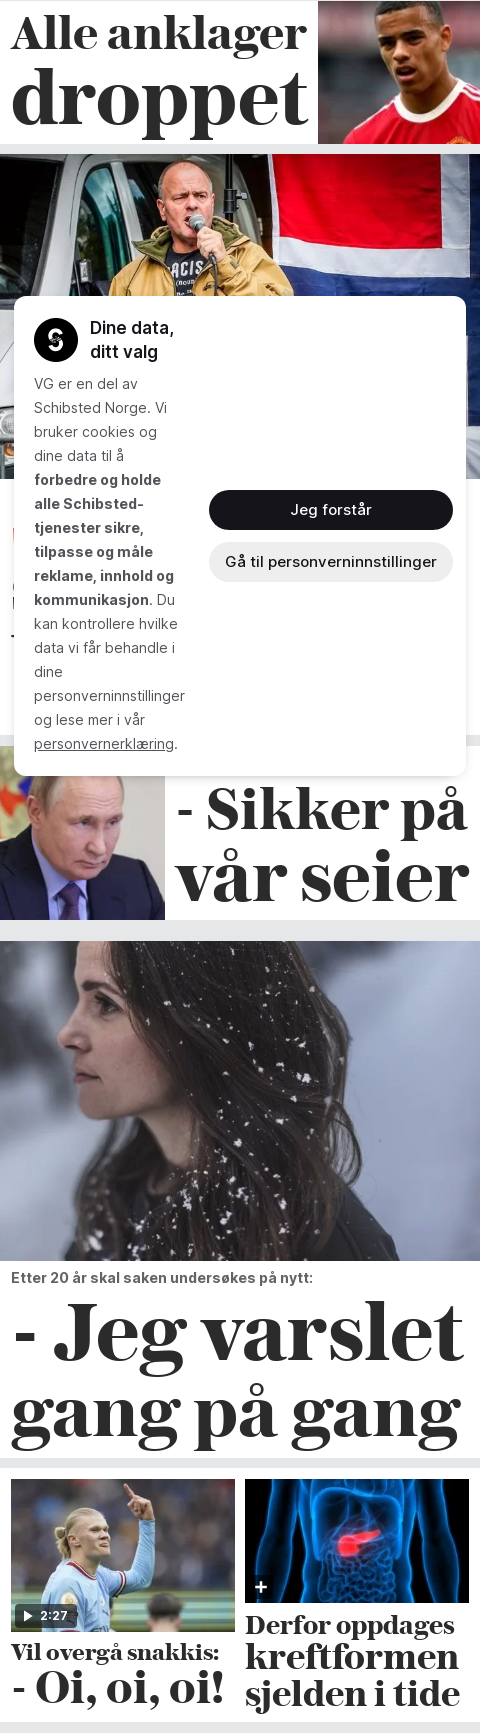 Alle anklager
droppet
RACIS
(noun
Dine data,
ditt valg
VG er en del av
Schibsted Norge. Vi
bruker cookies og
dine data til å
forbedre og holde
alle Schibsted-
tjenester sikre,
tilpasse og måle
reklame, innhold og
kommunikasjon. Du
kan kontrollere hvilke
data vi får behandle i
dine
personverninnstillinger
og lese mer i vår
personvernerklæring.
Jeg forstår
Gå til personverninnstillinger
- Sikker på
vår seier
Etter 20 år skal saken undersøkes på nytt:
- Jeg varslet
gang på gang
2:27
Vil overgå snakkis:
- Oi, oi, oi!
Derfor oppdages
kreftformen
sjelden i tide